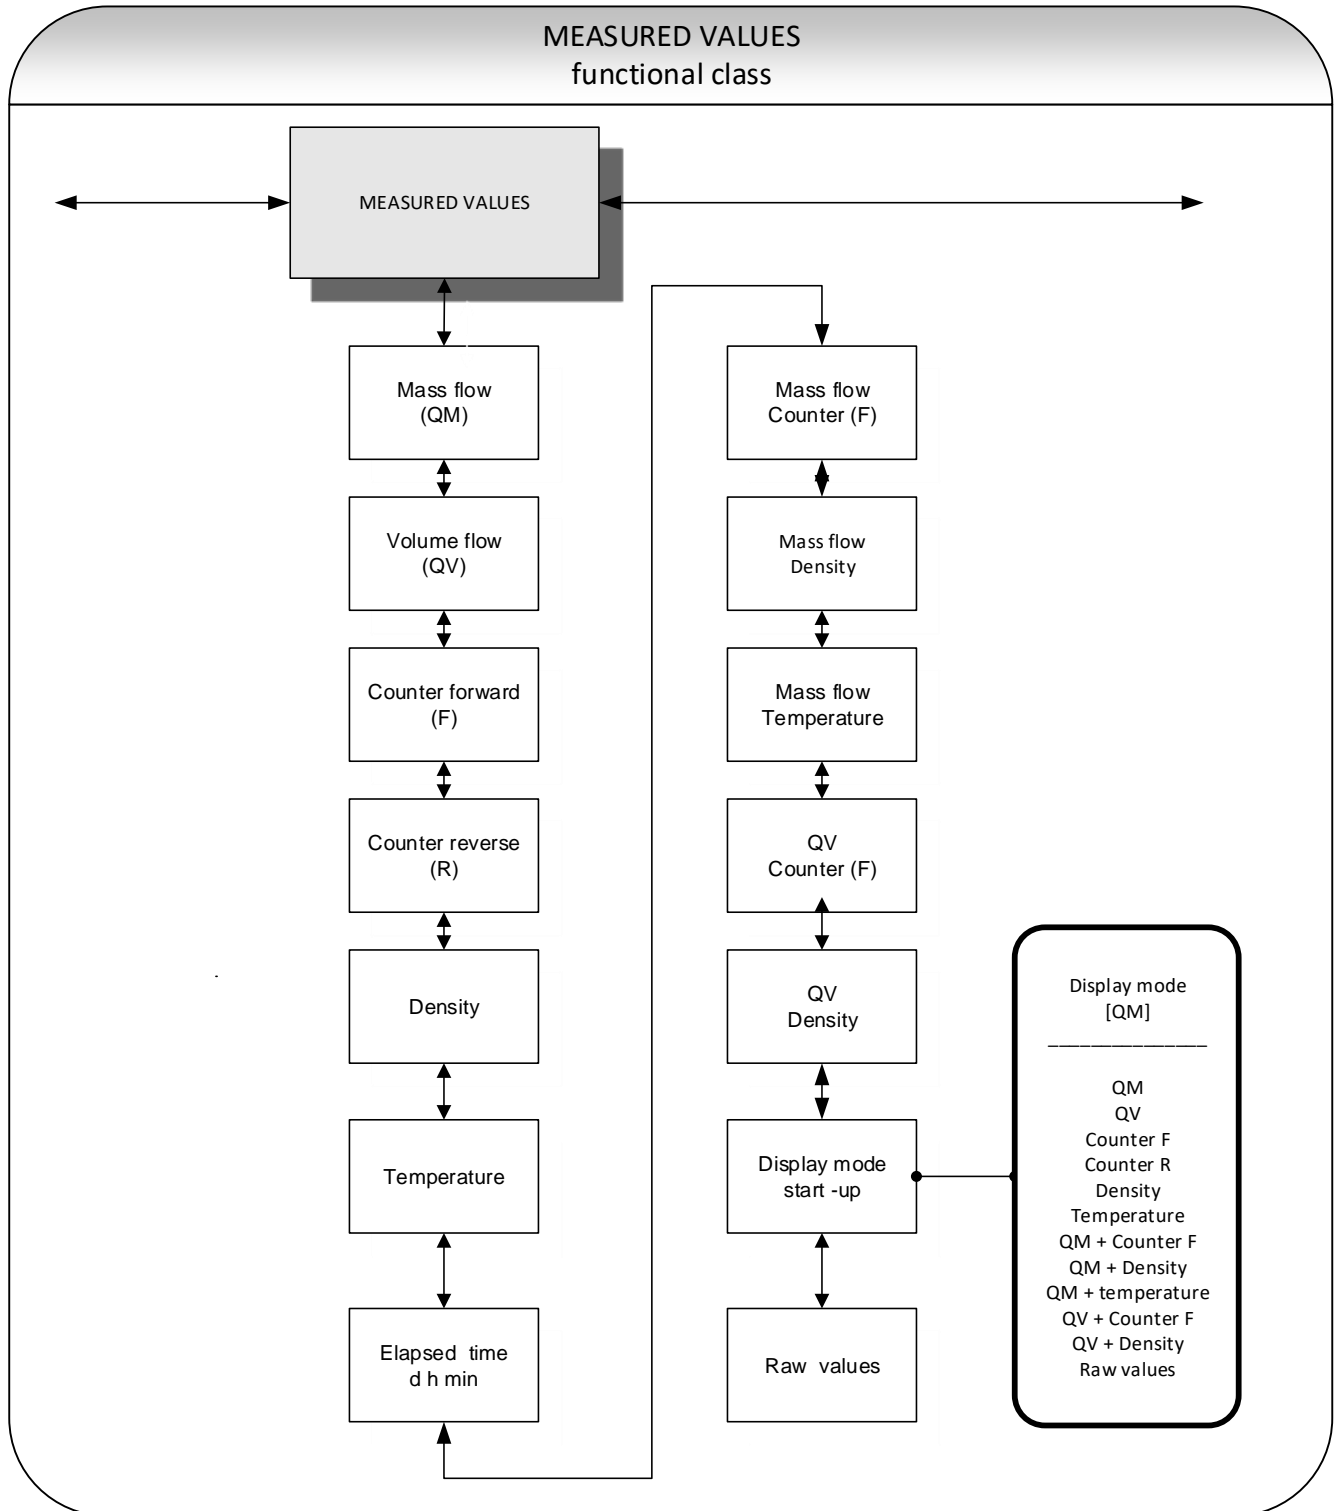 MEASURED VALUES
functional class
MEASURED VALUES
Mass flow
(QM)
Volume flow
(QV)
Counter forward
(F)
Counter reverse
(R)
Density
Temperature
Elapsed time
d h min
Mass flow
Counter (F)
Mass flow
Density
Mass flow
Temperature
QV
Counter (F)
QV
Density
Display mode
start -up
Raw values
Display mode
[QM]
_______________
QM
QV
Counter F
Counter R
Density
Temperature
QM + Counter F
QM + Density
QM + temperature
QV + Counter F
QV + Density
Raw values